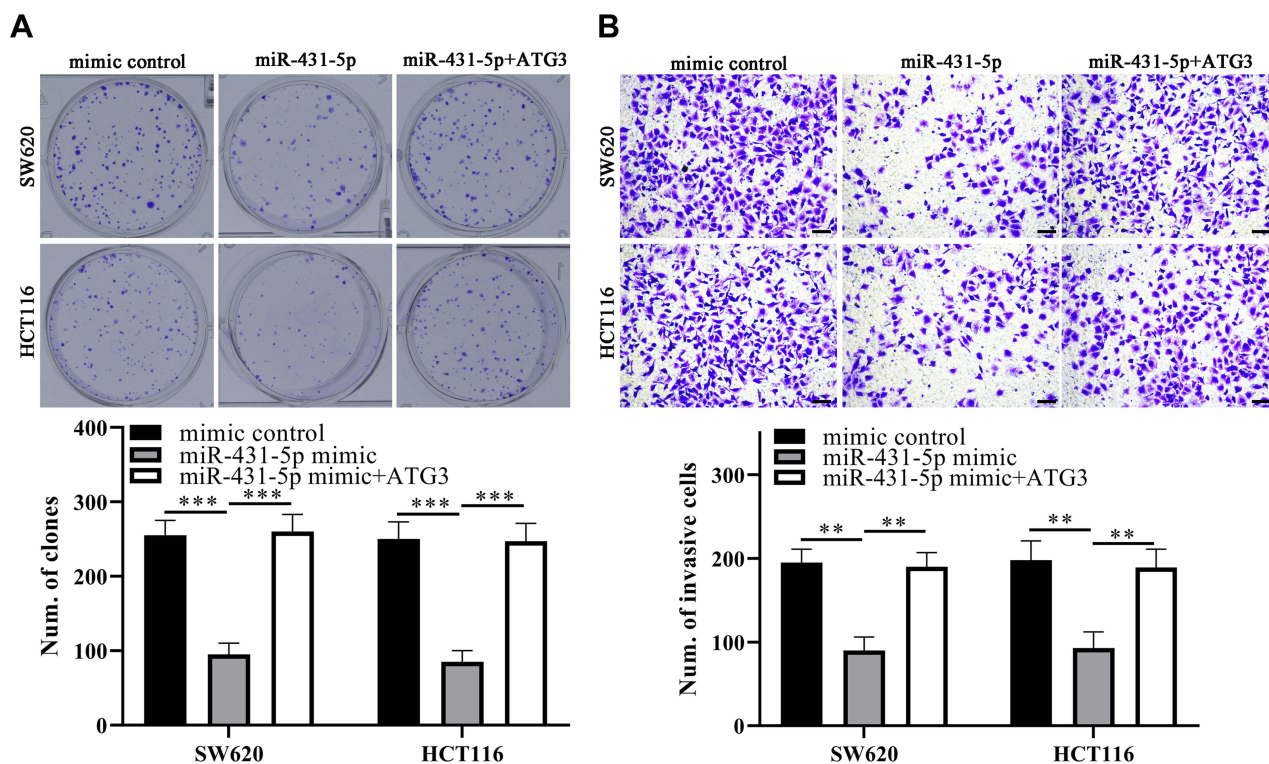 A
mimic control
miR-431-5p
miR-431-5p+ATG3
SW620
HCT116
400
300
200
100
0
Num. of clones
mimic control
miR-431-5p mimic
miR-431-5p mimic+ATG3
***
***
***
***
SW620
HCT116
B
mimic control
miR-431-5p
miR-431-5p+ATG3
SW620
HCT116
300
200
100
0
Num. of invasive cells
mimic control
miR-431-5p mimic
miR-431-5p mimic+ATG3
**
**
**
**
SW620
HCT116